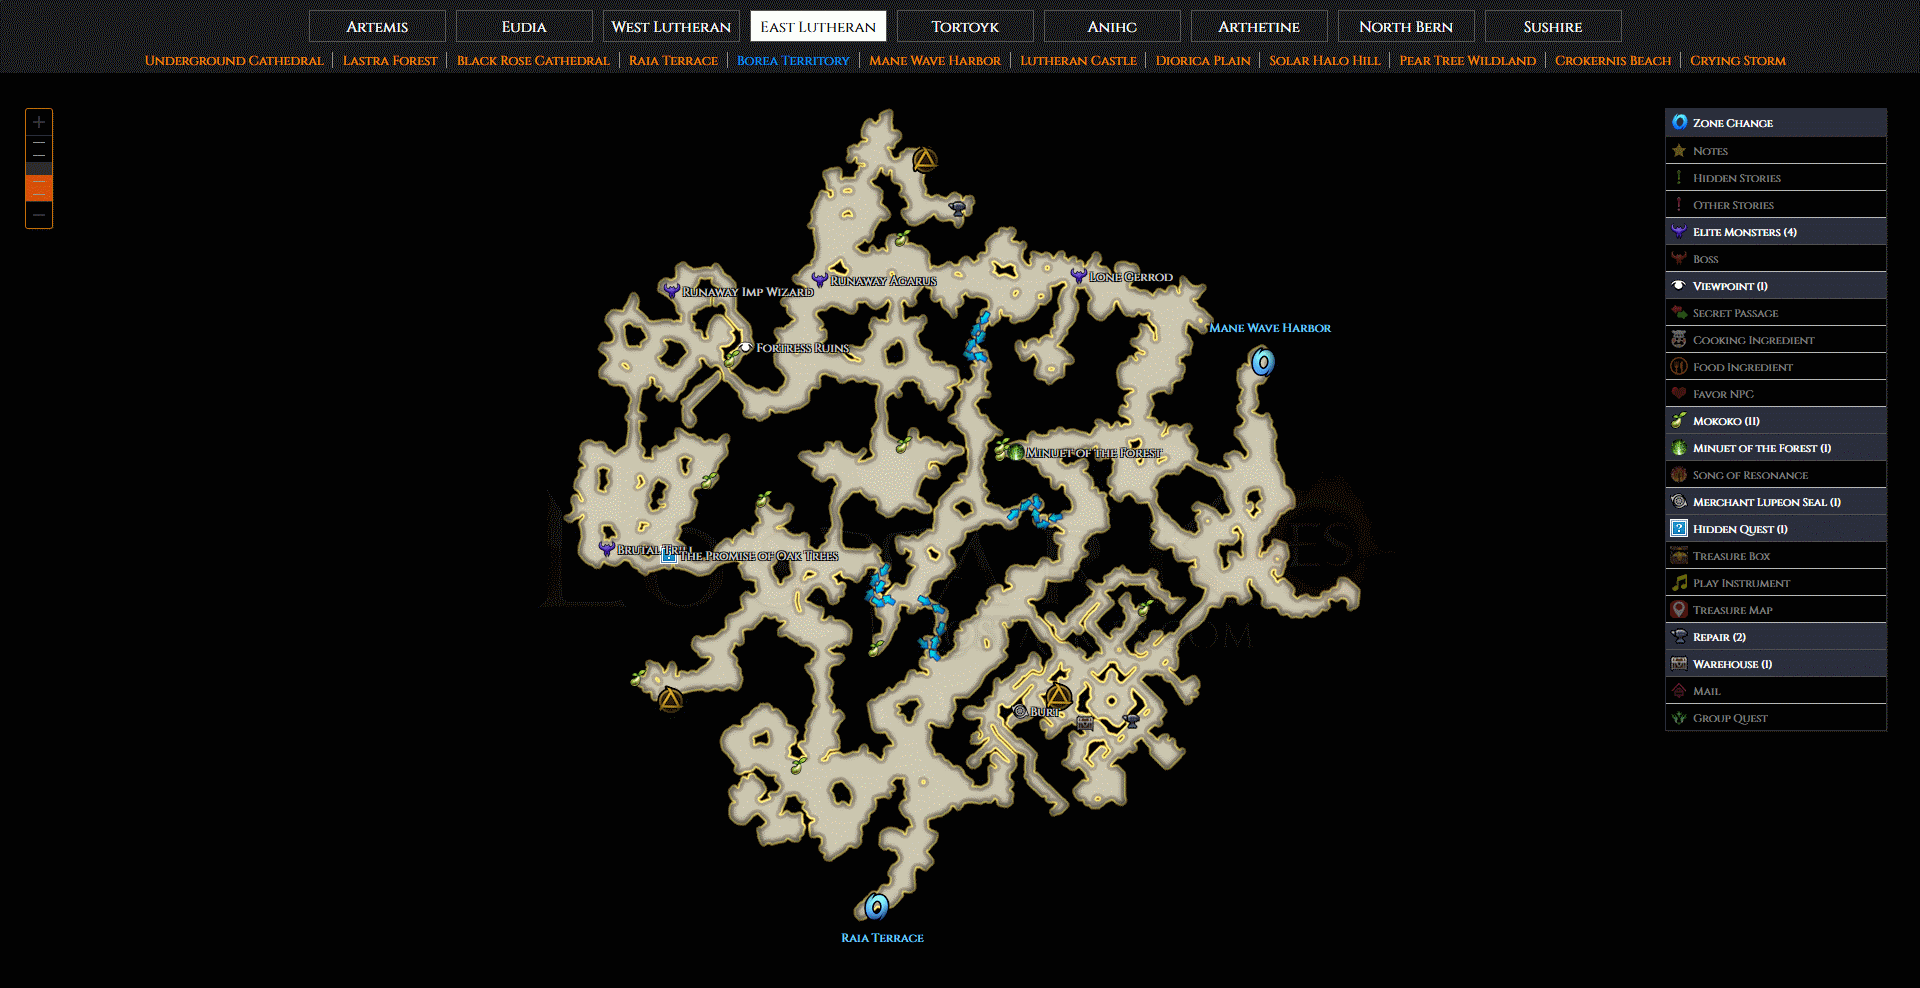 Artemis
Eudia
West Lutheran
East Lutheran
Tortoyk
Anihc
Arthetine
North Bern
Sushire
Underground Cathedral
Lastra Forest
Black Rose Cathedral
Raia Terrace
Borea Territory
Mane Wave Harbor
Lutheran Castle
Diorica Plain
Solar Halo Hill
Pear Tree Wildland
Crokernis Beach
Crying Storm
Zone Change
Notes
Hidden Stories
Other Stories
Elite Monsters (4)
Boss
Viewpoint (1)
Secret Passage
Cooking Ingredient
Food Ingredient
Favor NPC
Mokoko (11)
Minuet of the Forest (1)
Song of Resonance
Merchant Lupeon Seal (1)
Hidden Quest (1)
Treasure Box
Play Instrument
Treasure Map
Repair (2)
Warehouse (1)
Mail
Group Quest
Lone Gerrod
Runaway Agarus
Runaway Imp Wizard
Mane Wave Harbor
Fortress Ruins
Minuet of the Forest
Brutal
The Promise of Oak Trees
Burt
Raia Terrace